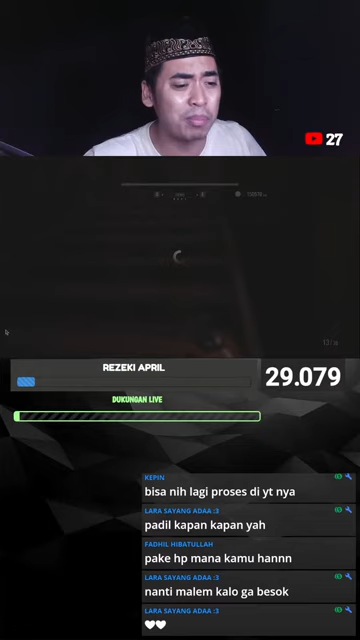 27
REZEKI APRIL
29.079
DUKUNGAN LIVE
KEPIN
bisa nih lagi proses di yt nya
LARA SAYANG ADAA :3
padil kapan kapan yah
FADHIL HIBATULLAH
pake hp mana kamu hannn
LARA SAYANG ADAA :3
nanti malem kalo ga besok
LARA SAYANG ADAA :3